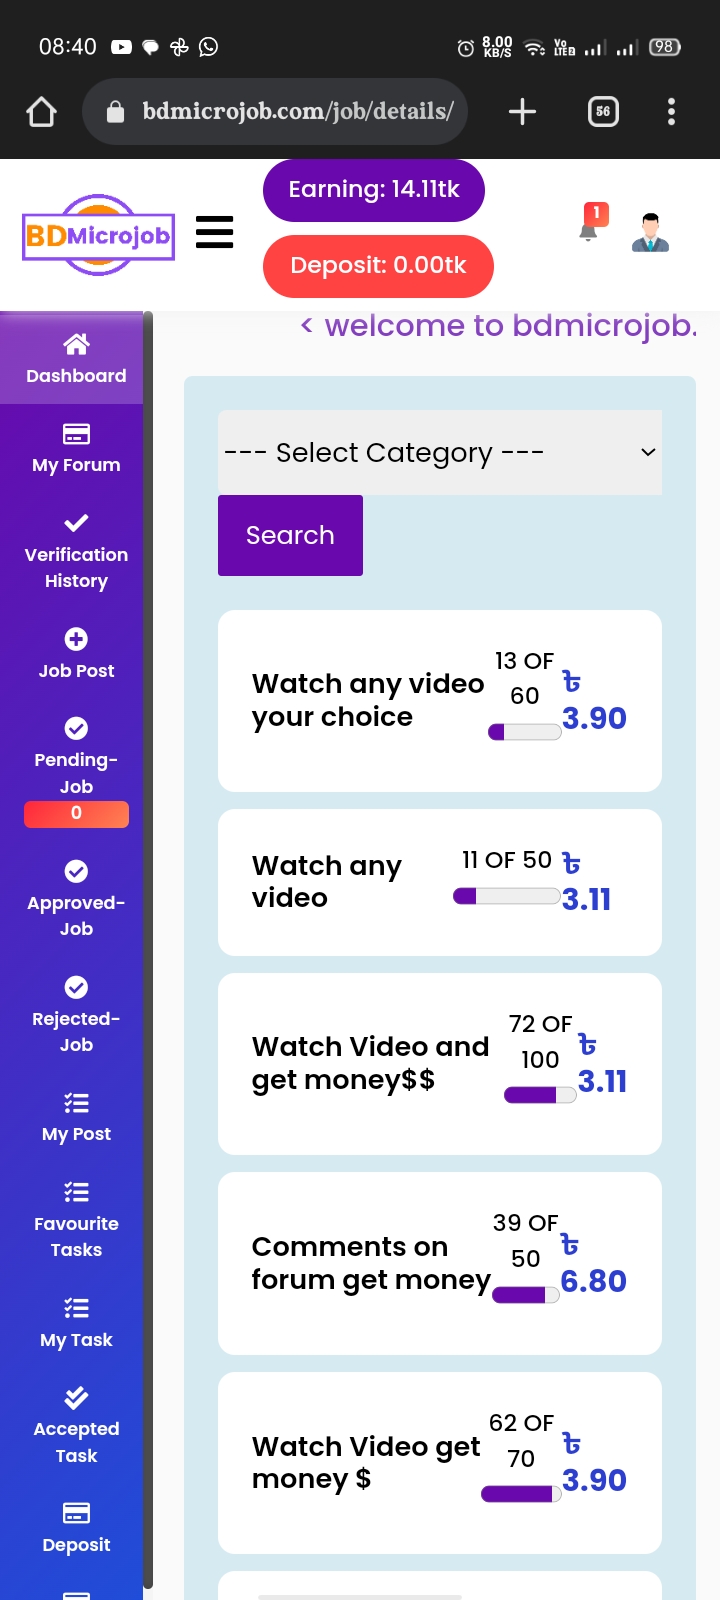 08:40
8.00
KB/S
Vo
LTE 2
98
bdmicrojob.com/job/details/
56
BDMicrojob
Earning: 14.11tk
Deposit: 0.00tk
1
< welcome to bdmicrojob.
Dashboard
My Forum
Verification
History
Job Post
Pending-
Job
0
Approved-
Job
Rejected-
Job
My Post
Favourite
Tasks
My Task
Accepted
Task
Deposit
--- Select Category ---
Search
Watch any video
your choice
13 OF
60
৳
3.90
Watch any
video
11 OF 50
৳
3.11
Watch Video and
get money$$
72 OF
100
৳
3.11
Comments on
forum get money
39 OF
50
৳
6.80
Watch Video get
money $
62 OF
70
৳
3.90